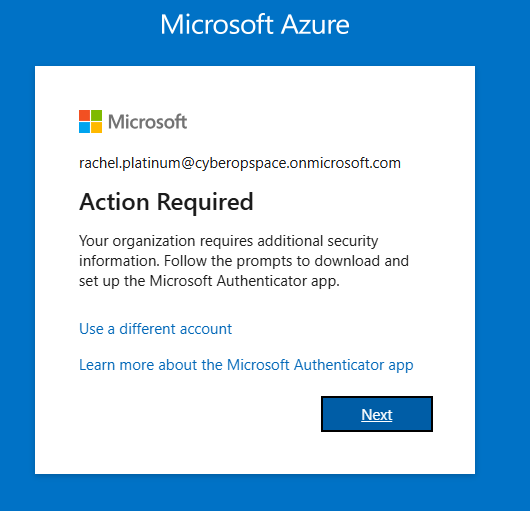 Microsoft Azure
Microsoft
rachel.platinum@cyberopspace.onmicrosoft.com
Action Required
Your organization requires additional security
information. Follow the prompts to download and
set up the Microsoft Authenticator app.
Use a different account
Learn more about the Microsoft Authenticator app
Next